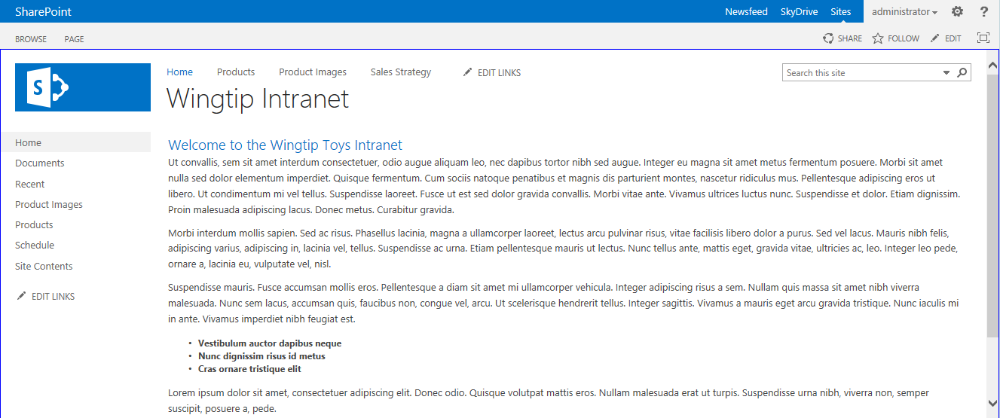 SharePoint
Newsfeed SkyDrive Sites administrator ?
BROWSE PAGE
SHARE FOLLOW EDIT
S
Home Products Product Images Sales Strategy EDIT LINKS
Search this site
Wingtip Intranet
Home
Documents
Recent
Product Images
Products
Schedule
Site Contents
EDIT LINKS
Welcome to the Wingtip Toys Intranet
Ut convallis, sem sit amet interdum consectetuer, odio augue aliquam leo, nec dapibus tortor nibh sed augue. Integer eu magna sit amet metus fermentum posuere. Morbi sit amet
nulla sed dolor elementum imperdiet. Quisque fermentum. Cum sociis natoque penatibus et magnis dis parturient montes, nascetur ridiculus mus. Pellentesque adipiscing eros ut
libero. Ut condimentum mi vel tellus. Suspendisse laoreet. Fusce ut est sed dolor gravida convallis. Morbi vitae ante. Vivamus ultrices luctus nunc. Suspendisse et dolor. Etiam dignissim.
Proin malesuada adipiscing lacus. Donec metus. Curabitur gravida.
Morbi interdum mollis sapien. Sed ac risus. Phasellus lacinia, magna a ullamcorper laoreet, lectus arcu pulvinar risus, vitae facilisis libero dolor a purus. Sed vel lacus. Mauris nibh felis,
adipiscing varius, adipiscing in, lacinia vel, tellus. Suspendisse ac urna. Etiam pellentesque mauris ut lectus. Nunc tellus ante, mattis eget, gravida vitae, ultricies ac, leo. Integer leo pede,
ornare a, lacinia eu, vulputate vel, nisl.
Suspendisse mauris. Fusce accumsan mollis eros. Pellentesque a diam sit amet mi ullamcorper vehicula. Integer adipiscing risus a sem. Nullam quis massa sit amet nibh viverra
malesuada. Nunc sem lacus, accumsan quis, faucibus non, congue vel, arcu. Ut scelerisque hendrerit tellus. Integer sagittis. Vivamus a mauris eget arcu gravida tristique. Nunc iaculis mi
in ante. Vivamus imperdiet nibh feugiat est.
• Vestibulum auctor dapibus neque
• Nunc dignissim risus id metus
• Cras ornare tristique elit
Lorem ipsum dolor sit amet, consectetuer adipiscing elit. Donec odio. Quisque volutpat mattis eros. Nullam malesuada erat ut turpis. Suspendisse urna nibh, viverra non, semper
suscipit, posuere a, pede.